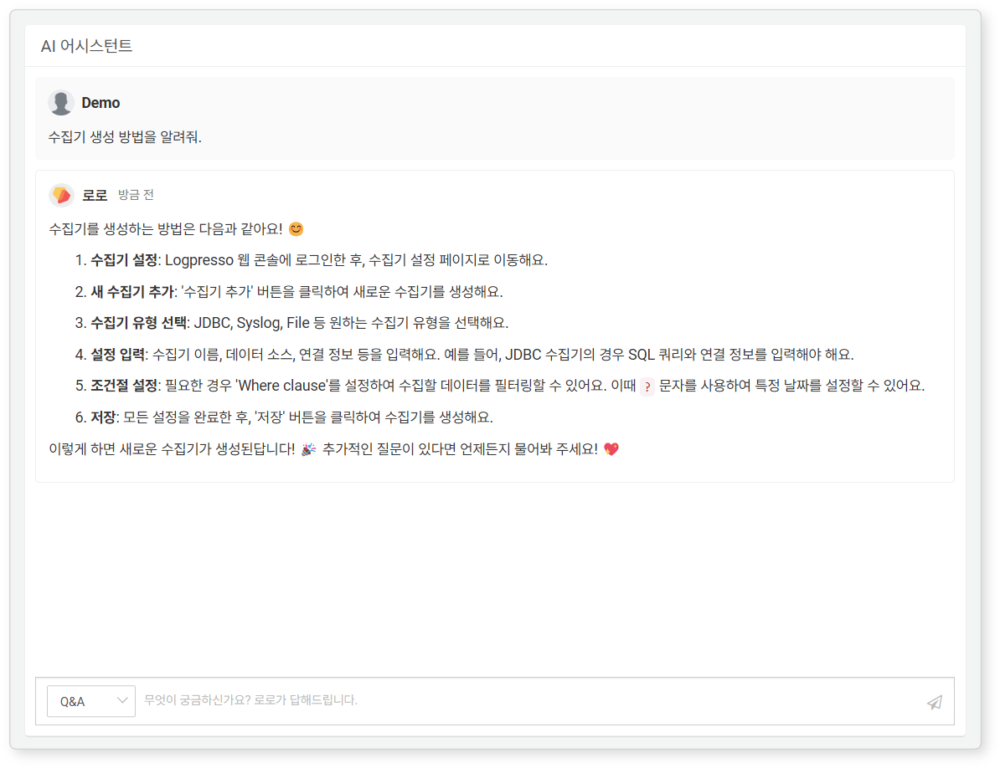 AI 어시스턴트
Demo
수집기 생성 방법을 알려줘.
로로 방금 전
수집기를 생성하는 방법은 다음과 같아요! 😊
1. 수집기 설정: Logpresso 웹 콘솔에 로그인한 후, 수집기 설정 페이지로 이동해요.
2. 새 수집기 추가: '수집기 추가' 버튼을 클릭하여 새로운 수집기를 생성해요.
3. 수집기 유형 선택: JDBC, Syslog, File 등 원하는 수집기 유형을 선택해요.
4. 설정 입력: 수집기 이름, 데이터 소스, 연결 정보 등을 입력해요. 예를 들어, JDBC 수집기의 경우 SQL 쿼리와 연결 정보를 입력해야 해요.
5. 조건절 설정: 필요한 경우 'Where clause'를 설정하여 수집할 데이터를 필터링할 수 있어요. 이때 ? 문자를 사용하여 특정 날짜를 설정할 수 있어요.
6. 저장: 모든 설정을 완료한 후, '저장' 버튼을 클릭하여 수집기를 생성해요.
이렇게 하면 새로운 수집기가 생성된답니다! 🎉 추가적인 질문이 있다면 언제든지 물어봐 주세요! 💖
Q&A 무엇이 궁금하신가요? 로로가 답해드립니다.